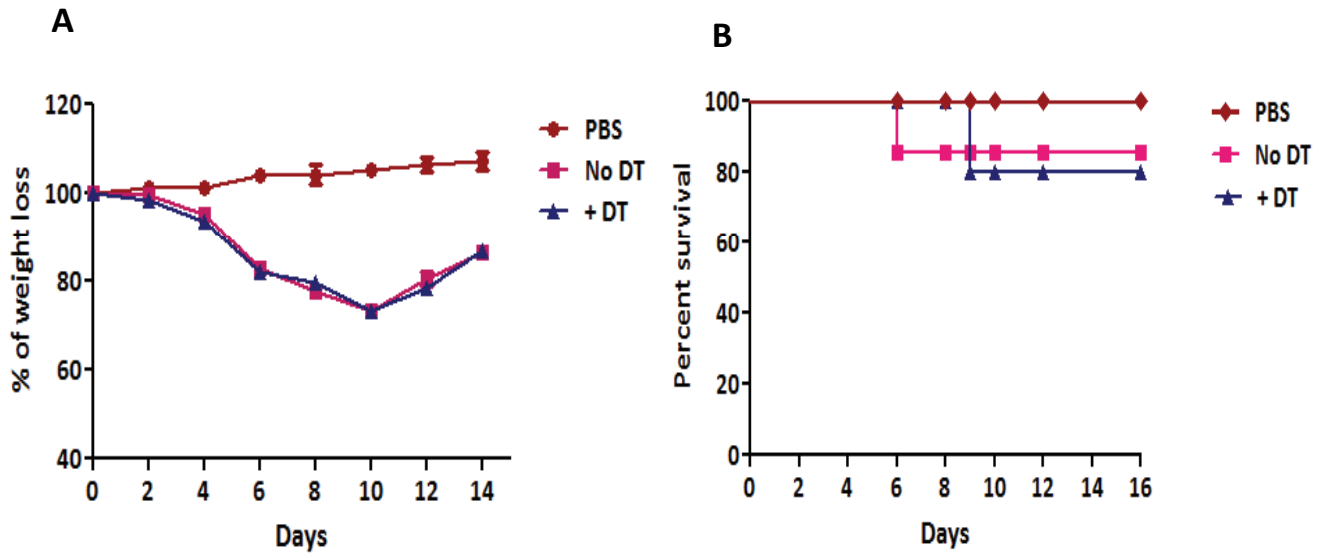 A
% of weight loss
120
100
80
60
40
0 2 4 6 8 10 12 14
Days
PBS
No DT
+ DT
B
Percent survival
100
80
60
40
20
0
0 2 4 6 8 10 12 14 16
Days
PBS
No DT
+ DT